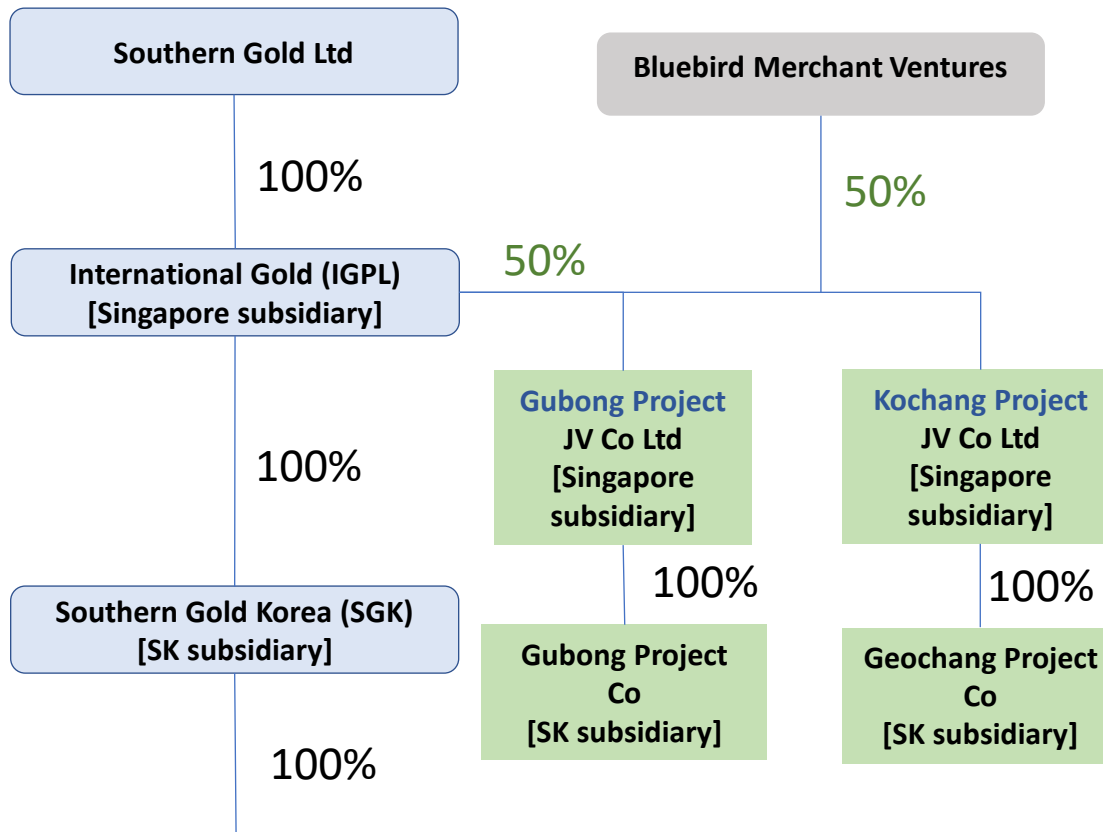 Southern Gold Ltd
Bluebird Merchant Ventures
100%
50%
50%
International Gold (IGPL)
[Singapore subsidiary]
100%
Gubong Project
JV Co Ltd
[Singapore
subsidiary]
Kochang Project
JV Co Ltd
[Singapore
subsidiary]
100%
100%
Southern Gold Korea (SGK)
[SK subsidiary]
Gubong Project
Co
[SK subsidiary]
Geochang Project
Co
[SK subsidiary]
100%